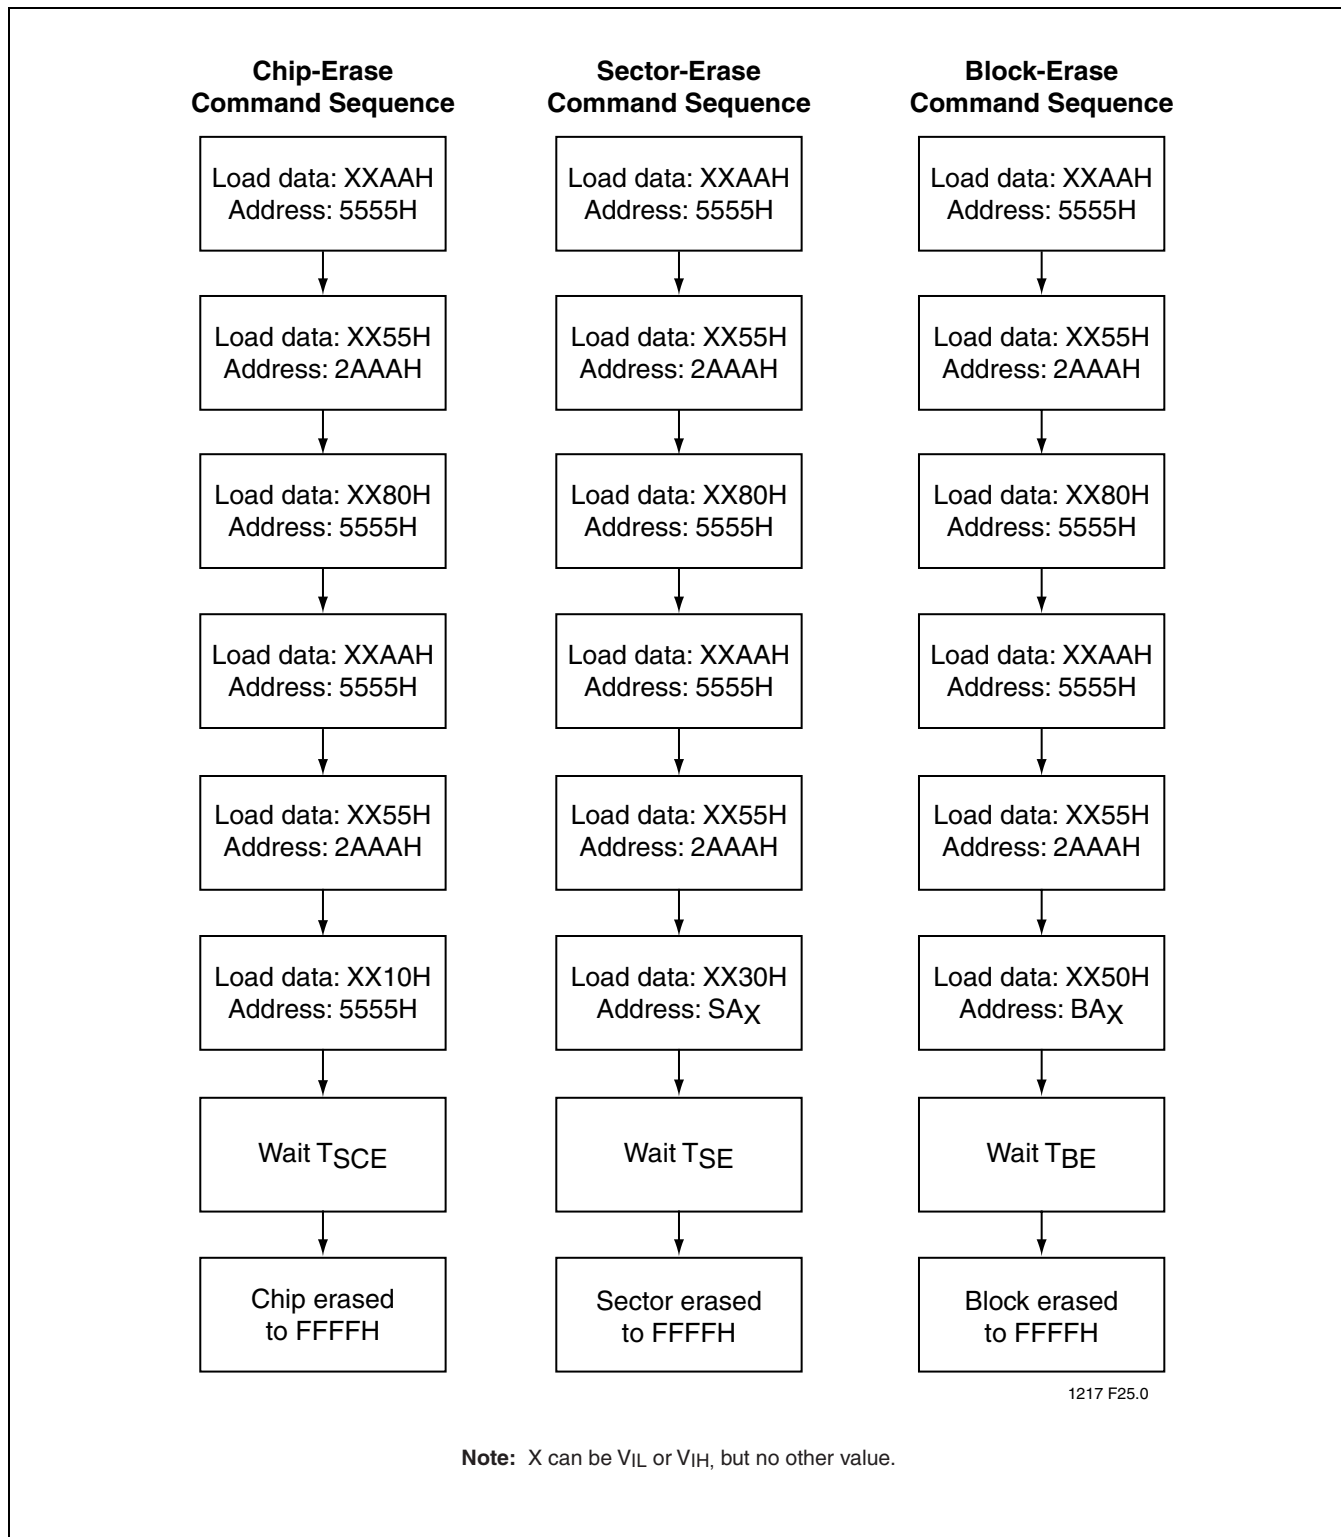 Chip-Erase
Command Sequence
Load data: XXAAH
Address: 5555H
Load data: XX55H
Address: 2AAAH
Load data: XX80H
Address: 5555H
Load data: XXAAH
Address: 5555H
Load data: XX55H
Address: 2AAAH
Load data: XX10H
Address: 5555H
Wait TSCE
Chip erased
to FFFFH
Sector-Erase
Command Sequence
Load data: XXAAH
Address: 5555H
Load data: XX55H
Address: 2AAAH
Load data: XX80H
Address: 5555H
Load data: XXAAH
Address: 5555H
Load data: XX55H
Address: 2AAAH
Load data: XX30H
Address: SAX
Wait TSE
Sector erased
to FFFFH
Block-Erase
Command Sequence
Load data: XXAAH
Address: 5555H
Load data: XX55H
Address: 2AAAH
Load data: XX80H
Address: 5555H
Load data: XXAAH
Address: 5555H
Load data: XX55H
Address: 2AAAH
Load data: XX50H
Address: BAX
Wait TBE
Block erased
to FFFFH
1217 F25.0
Note: X can be VIL or VIH, but no other value.